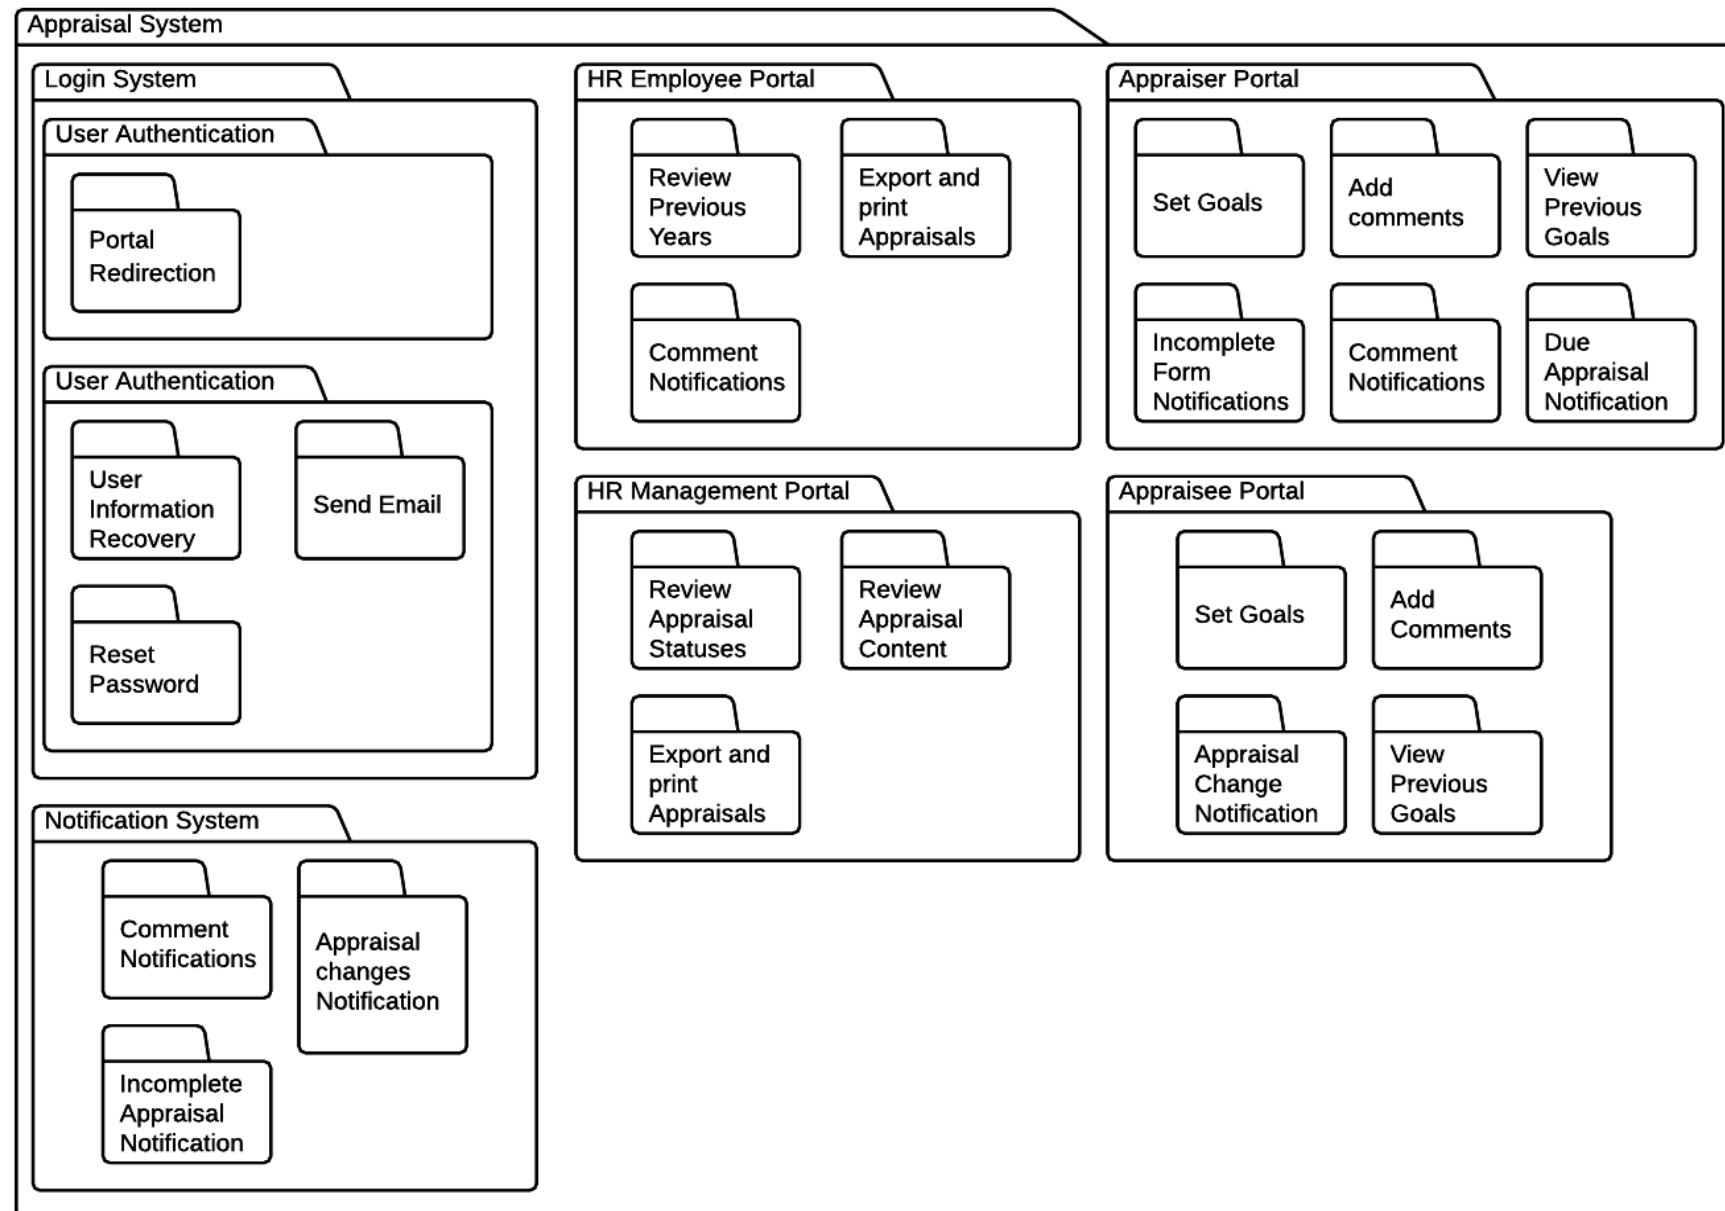 Appraisal System
Login System
User Authentication
Portal
Redirection
User Authentication
User
Information
Recovery
Send Email
Reset
Password
Notification System
Comment
Notifications
Appraisal
changes
Notification
Incomplete
Appraisal
Notification
HR Employee Portal
Review
Previous
Years
Export and
print
Appraisals
Comment
Notifications
HR Management Portal
Review
Appraisal
Statuses
Review
Appraisal
Content
Export and
print
Appraisals
Appraiser Portal
Set Goals
Add
comments
View
Previous
Goals
Incomplete
Form
Notifications
Comment
Notifications
Due
Appraisal
Notification
Appraisee Portal
Set Goals
Add
Comments
Appraisal
Change
Notification
View
Previous
Goals